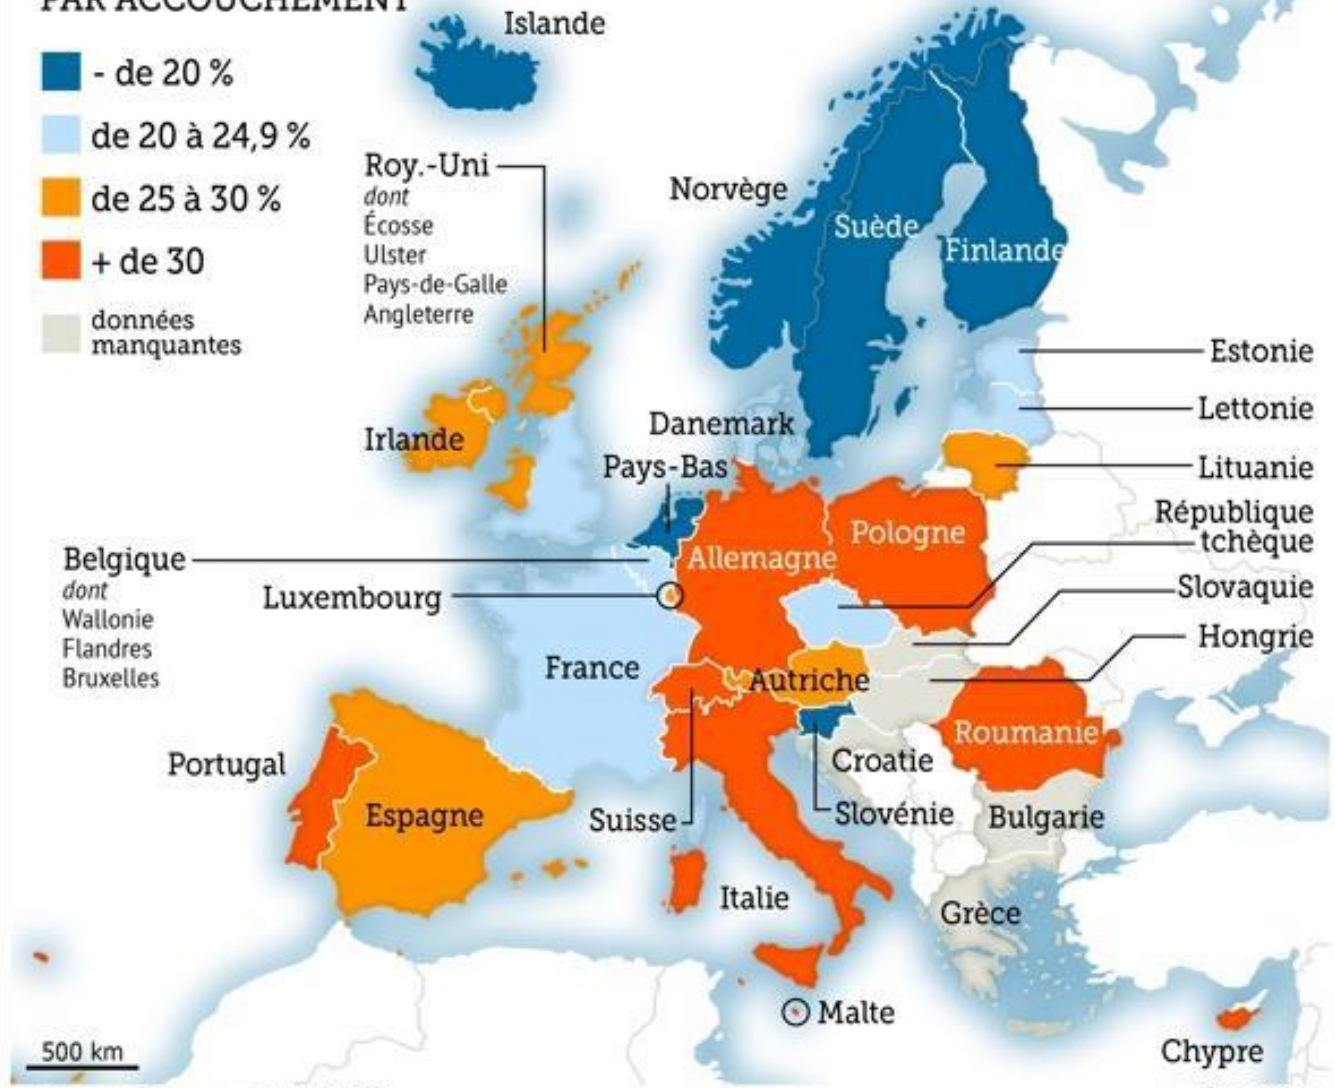 PAR ACCOUCHEMENT
- de 20 %
de 20 à 24,9 %
de 25 à 30 %
+ de 30
données
manquantes
Islande
Roy.-Uni
dont
Écosse
Ulster
Pays-de-Galle
Angleterre
Norvège
Suède
Finlande
Estonie
Lettonie
Lituanie
République
tchèque
Slovaquie
Hongrie
Irlande
Danemark
Pays-Bas
Belgique
dont
Wallonie
Flandres
Bruxelles
Luxembourg
Allemagne
Pologne
France
Autriche
Roumanie
Portugal
Espagne
Suisse
Croatie
Slovénie
Bulgarie
Italie
Grèce
Malte
Chypre
500 km